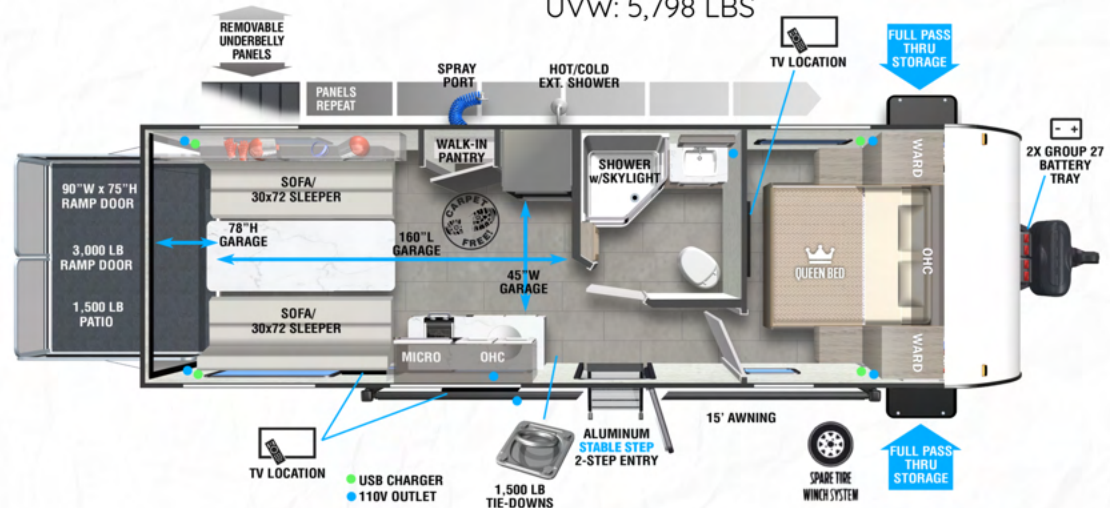 UVW: 5,798 LBS
REMOVABLE
UNDERBELLY
PANELS
PANELS
REPEAT
SPRAY
PORT
HOT/COLD
EXT. SHOWER
TV LOCATION
FULL PASS
THRU
STORAGE
- +
2X GROUP 27
BATTERY
TRAY
WALK-IN
PANTRY
SHOWER
w/SKYLIGHT
WARD
90"W x 75"H
RAMP DOOR
3,000 LB
RAMP DOOR
1,500 LB
PATIO
SOFA/
30x72 SLEEPER
CARPET
FREE!
78"H
GARAGE
160"L
GARAGE
45"W
GARAGE
QUEEN BED
OHC
SOFA/
30x72 SLEEPER
MICRO
OHC
WARD
TV LOCATION
USB CHARGER
110V OUTLET
1,500 LB
TIE-DOWNS
ALUMINUM
STABLE STEP
2-STEP ENTRY
15' AWNING
SPARE TIRE
WINCH SYSTEM
FULL PASS
THRU
STORAGE